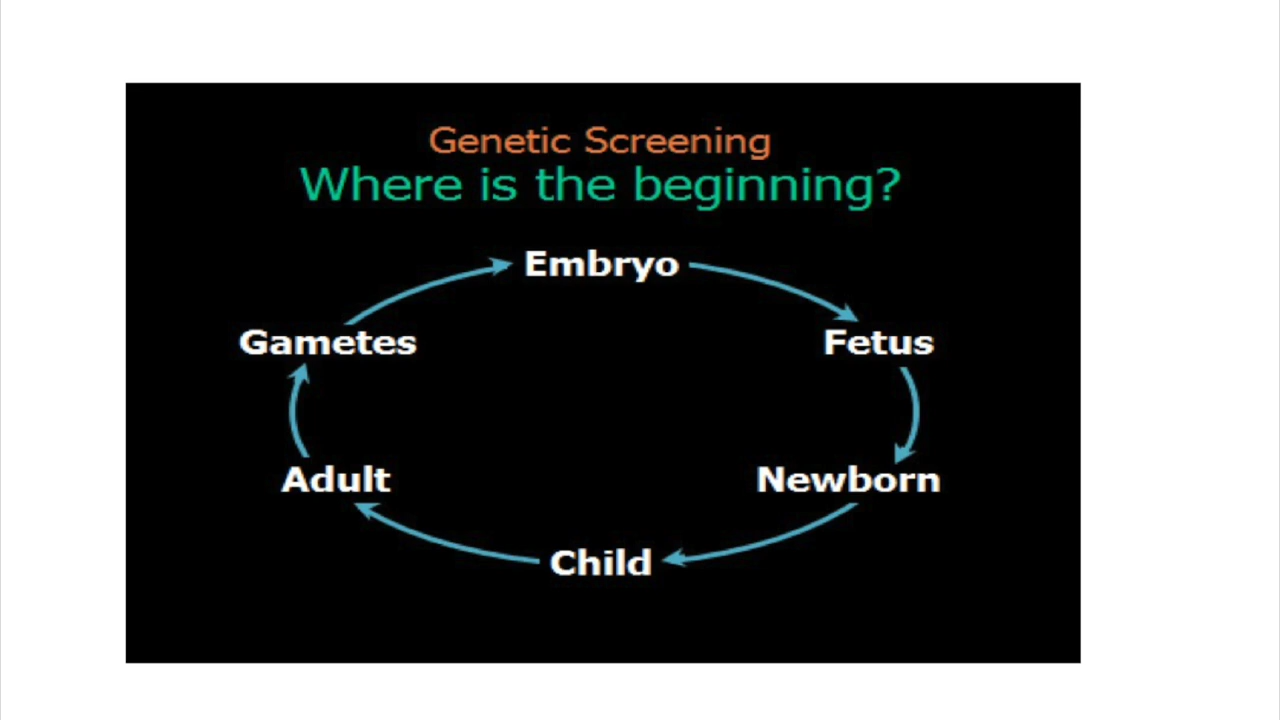 Genetic Screening
Where is the beginning?
Embryo
Gametes
Fetus
Adult
Newborn
Child